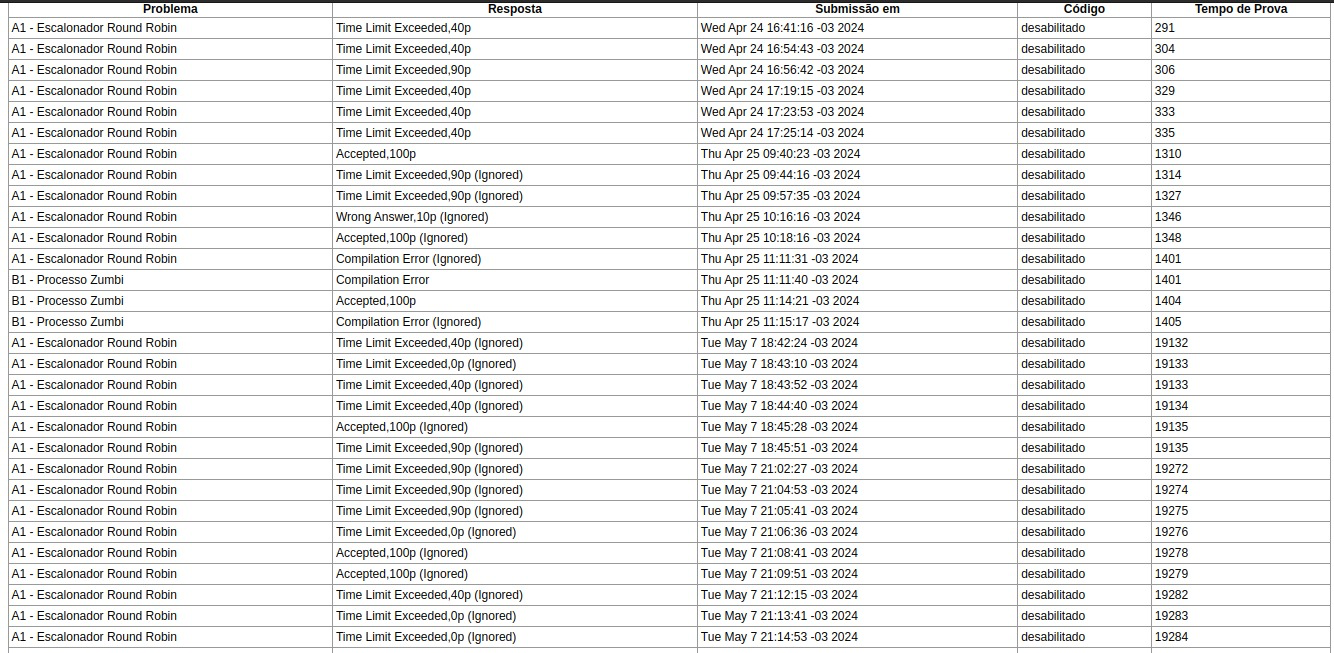 Problema Resposta Submissão em Código Tempo de Prova
A1 - Escalonador Round Robin Time Limit Exceeded,40p Wed Apr 24 16:41:16 -03 2024 desabilitado 291
A1 - Escalonador Round Robin Time Limit Exceeded,40p Wed Apr 24 16:54:43 -03 2024 desabilitado 304
A1 - Escalonador Round Robin Time Limit Exceeded,90p Wed Apr 24 16:56:42 -03 2024 desabilitado 306
A1 - Escalonador Round Robin Time Limit Exceeded,40p Wed Apr 24 17:19:15 -03 2024 desabilitado 329
A1 - Escalonador Round Robin Time Limit Exceeded,40p Wed Apr 24 17:23:53 -03 2024 desabilitado 333
A1 - Escalonador Round Robin Time Limit Exceeded,40p Wed Apr 24 17:25:14 -03 2024 desabilitado 335
A1 - Escalonador Round Robin Accepted,100p Thu Apr 25 09:40:23 -03 2024 desabilitado 1310
A1 - Escalonador Round Robin Time Limit Exceeded,90p (Ignored) Thu Apr 25 09:44:16 -03 2024 desabilitado 1314
A1 - Escalonador Round Robin Time Limit Exceeded,90p (Ignored) Thu Apr 25 09:57:35 -03 2024 desabilitado 1327
A1 - Escalonador Round Robin Wrong Answer,10p (Ignored) Thu Apr 25 10:16:16 -03 2024 desabilitado 1346
A1 - Escalonador Round Robin Accepted,100p (Ignored) Thu Apr 25 10:18:16 -03 2024 desabilitado 1348
A1 - Escalonador Round Robin Compilation Error (Ignored) Thu Apr 25 11:11:31 -03 2024 desabilitado 1401
B1 - Processo Zumbi Compilation Error Thu Apr 25 11:11:40 -03 2024 desabilitado 1401
B1 - Processo Zumbi Accepted,100p Thu Apr 25 11:14:21 -03 2024 desabilitado 1404
B1 - Processo Zumbi Compilation Error (Ignored) Thu Apr 25 11:15:17 -03 2024 desabilitado 1405
A1 - Escalonador Round Robin Time Limit Exceeded,40p (Ignored) Tue May 7 18:42:24 -03 2024 desabilitado 19132
A1 - Escalonador Round Robin Time Limit Exceeded,0p (Ignored) Tue May 7 18:43:10 -03 2024 desabilitado 19133
A1 - Escalonador Round Robin Time Limit Exceeded,40p (Ignored) Tue May 7 18:43:52 -03 2024 desabilitado 19133
A1 - Escalonador Round Robin Time Limit Exceeded,40p (Ignored) Tue May 7 18:44:40 -03 2024 desabilitado 19134
A1 - Escalonador Round Robin Accepted,100p (Ignored) Tue May 7 18:45:28 -03 2024 desabilitado 19135
A1 - Escalonador Round Robin Time Limit Exceeded,90p (Ignored) Tue May 7 18:45:51 -03 2024 desabilitado 19135
A1 - Escalonador Round Robin Time Limit Exceeded,90p (Ignored) Tue May 7 21:02:27 -03 2024 desabilitado 19272
A1 - Escalonador Round Robin Time Limit Exceeded,90p (Ignored) Tue May 7 21:04:53 -03 2024 desabilitado 19274
A1 - Escalonador Round Robin Time Limit Exceeded,90p (Ignored) Tue May 7 21:05:41 -03 2024 desabilitado 19275
A1 - Escalonador Round Robin Time Limit Exceeded,0p (Ignored) Tue May 7 21:06:36 -03 2024 desabilitado 19276
A1 - Escalonador Round Robin Accepted,100p (Ignored) Tue May 7 21:08:41 -03 2024 desabilitado 19278
A1 - Escalonador Round Robin Accepted,100p (Ignored) Tue May 7 21:09:51 -03 2024 desabilitado 19279
A1 - Escalonador Round Robin Time Limit Exceeded,40p (Ignored) Tue May 7 21:12:15 -03 2024 desabilitado 19282
A1 - Escalonador Round Robin Time Limit Exceeded,0p (Ignored) Tue May 7 21:13:41 -03 2024 desabilitado 19283
A1 - Escalonador Round Robin Time Limit Exceeded,0p (Ignored) Tue May 7 21:14:53 -03 2024 desabilitado 19284